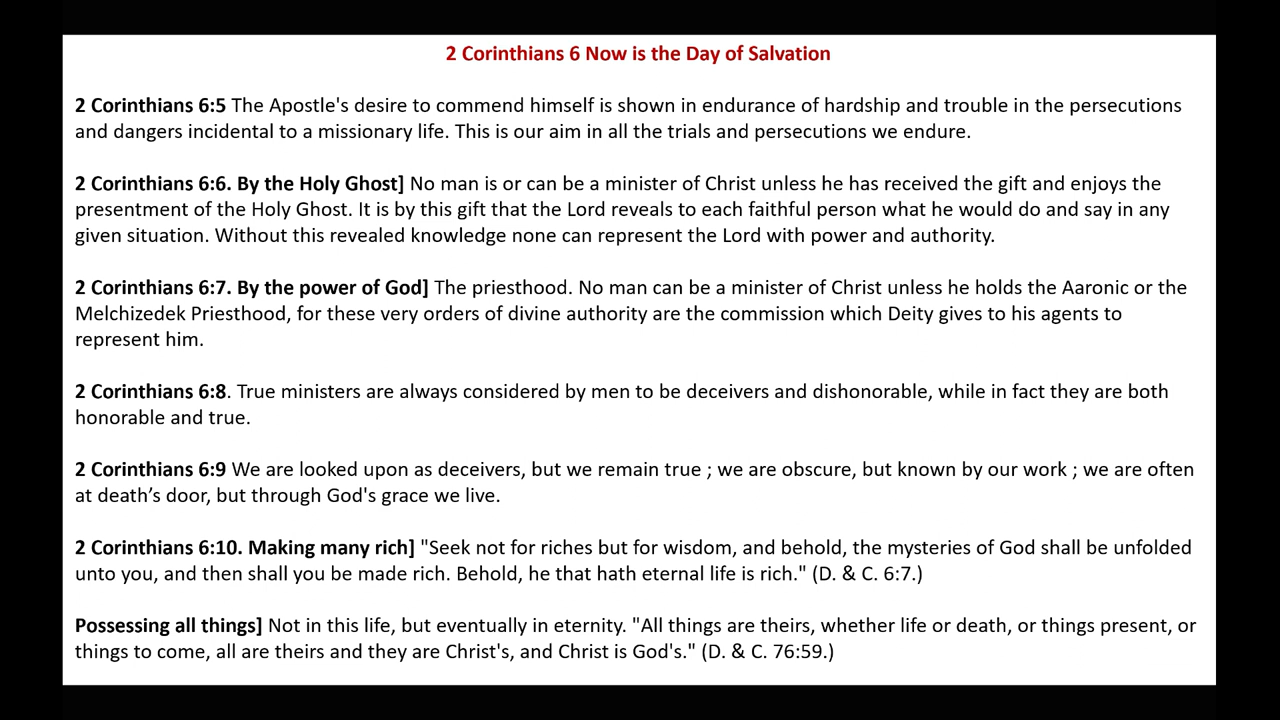 2 Corinthians 6 Now is the Day of Salvation
2 Corinthians 6:5 The Apostle's desire to commend himself is shown in endurance of hardship and trouble in the persecutions
and dangers incidental to a missionary life. This is our aim in all the trials and persecutions we endure.
2 Corinthians 6:6. By the Holy Ghost] No man is or can be a minister of Christ unless he has received the gift and enjoys the
presentment of the Holy Ghost. It is by this gift that the Lord reveals to each faithful person what he would do and say in any
given situation. Without this revealed knowledge none can represent the Lord with power and authority.
2 Corinthians 6:7. By the power of God] The priesthood. No man can be a minister of Christ unless he holds the Aaronic or the
Melchizedek Priesthood, for these very orders of divine authority are the commission which Deity gives to his agents to
represent him.
2 Corinthians 6:8. True ministers are always considered by men to be deceivers and dishonorable, while in fact they are both
honorable and true.
2 Corinthians 6:9 We are looked upon as deceivers, but we remain true ; we are obscure, but known by our work ; we are often
at death’s door, but through God's grace we live.
2 Corinthians 6:10. Making many rich] "Seek not for riches but for wisdom, and behold, the mysteries of God shall be unfolded
unto you, and then shall you be made rich. Behold, he that hath eternal life is rich." (D. & C. 6:7.)
Possessing all things] Not in this life, but eventually in eternity. "All things are theirs, whether life or death, or things present, or
things to come, all are theirs and they are Christ's, and Christ is God's." (D. & C. 76:59.)